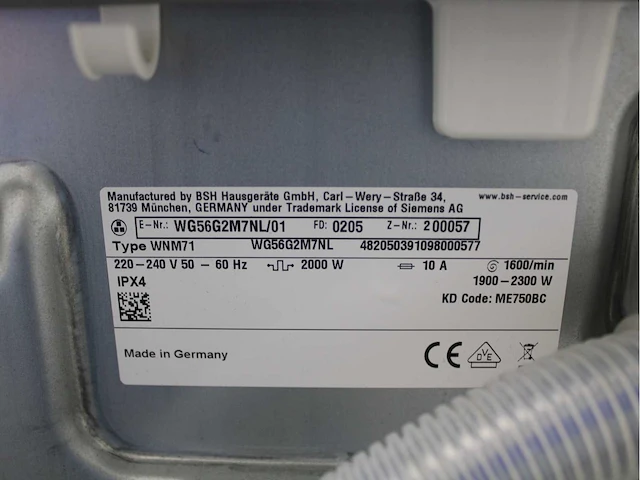 Manufactured by BSH Hausgeräte GmbH, Carl-Wery-Straße 34,
www.bsh-service.com
81739 München, GERMANY under Trademark License of Siemens AG
E-Nr.: WG56G2M7NL/01 FD: 0205 Z-Nr.: 200057
Type WNM71 WG56G2M7NL 482050391098000577
220-240 V 50 - 60 Hz 2000 W 10 A 1600/min
IPX4 1900-2300 W
KD Code: ME750BC
Made in Germany CE DVE